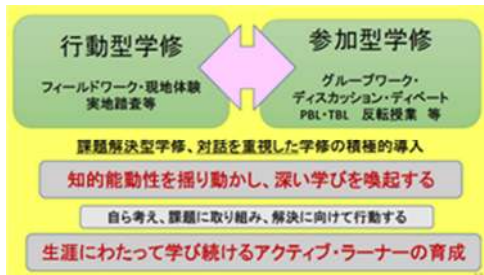 行動型学修
フィールドワーク・現地体験
実地踏査等
参加型学修
グループワーク・
ディスカッション・ディベート
PBL・TBL 反転授業 等
課題解決型学修、対話を重視した学修の積極的導入
知的能動性を揺り動かし、深い学びを喚起する
自ら考え、課題に取り組み、解決に向けて行動する
生涯にわたって学び続けるアクティブ・ラーナーの育成